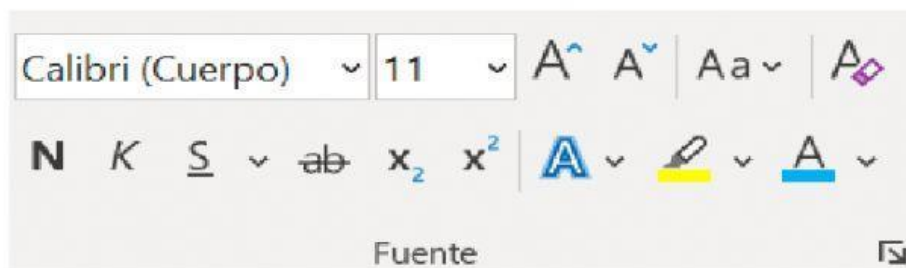 Calibri (Cuerpo) 11 A A Aa A
N K S ab x₂ x² A A
Fuente